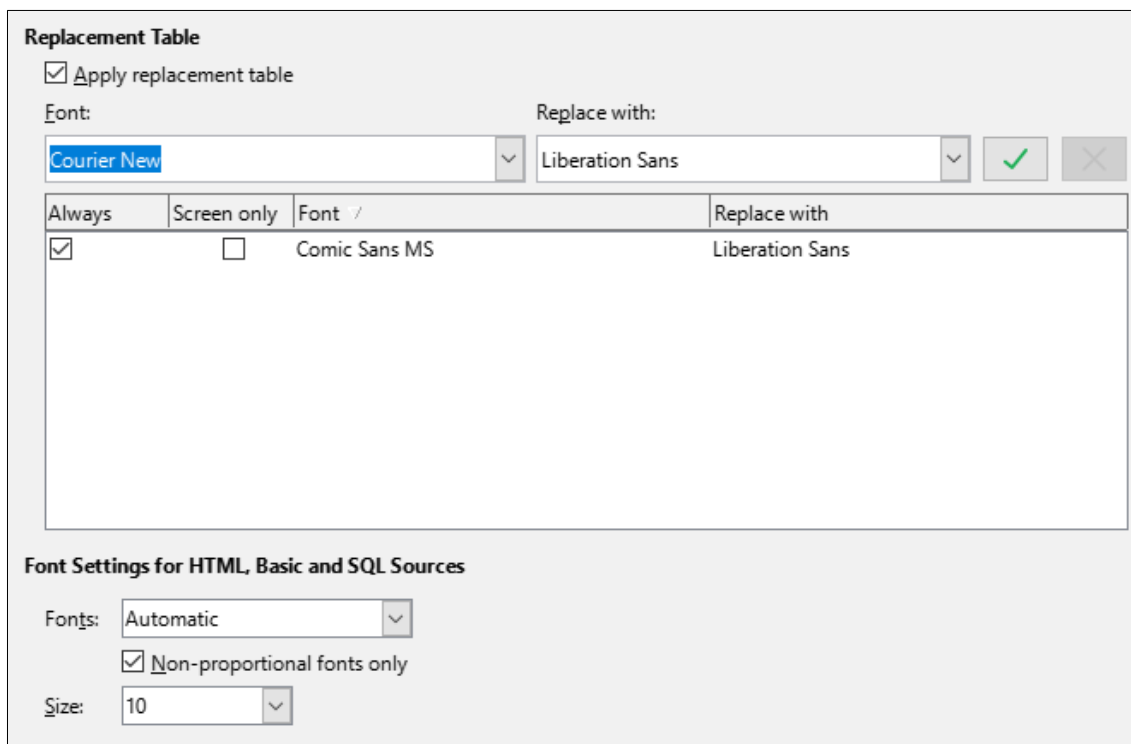 Replacement Table
Apply replacement table
Font: Replace with:
Courier New Liberation Sans
Always Screen only Font Replace with
Comic Sans MS Liberation Sans
Font Settings for HTML, Basic and SQL Sources
Fonts: Automatic
Non-proportional fonts only
Size: 10